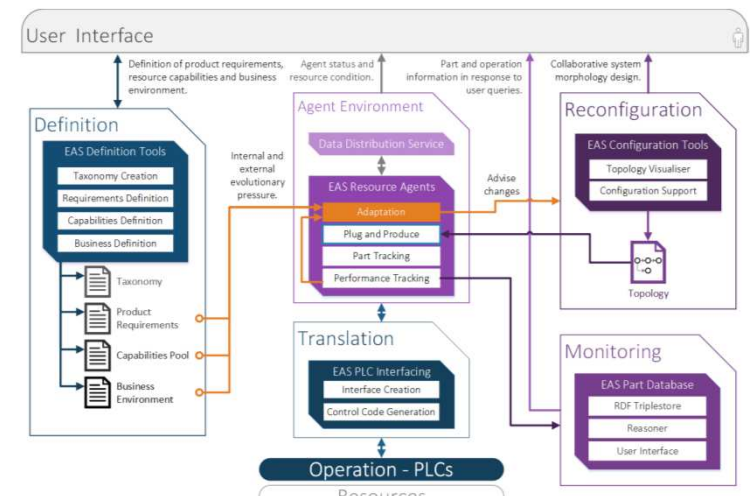 User Interface
Definition of product requirements,
resource capabilities and business
environment.
Agent status and
resource condition.
Part and operation
information in response to
user queries.
Collaborative system
morphology design.
Definition
EAS Definition Tools
Taxonomy Creation
Requirements Definition
Capabilities Definition
Business Definition
Taxonomy
Product
Requirements
Capabilities Pool
Business
Environment
Internal and
external
evolutionary
pressure.
Agent Environment
Data Distribution Service
EAS Resource Agents
Adaptation
Plug and Produce
Part Tracking
Performance Tracking
Advise
changes
Reconfiguration
EAS Configuration Tools
Topology Visualiser
Configuration Support
Topology
Translation
EAS PLC Interfacing
Interface Creation
Control Code Generation
Monitoring
EAS Part Database
RDF Triplestore
Reasoner
User Interface
Operation - PLCs
Resources